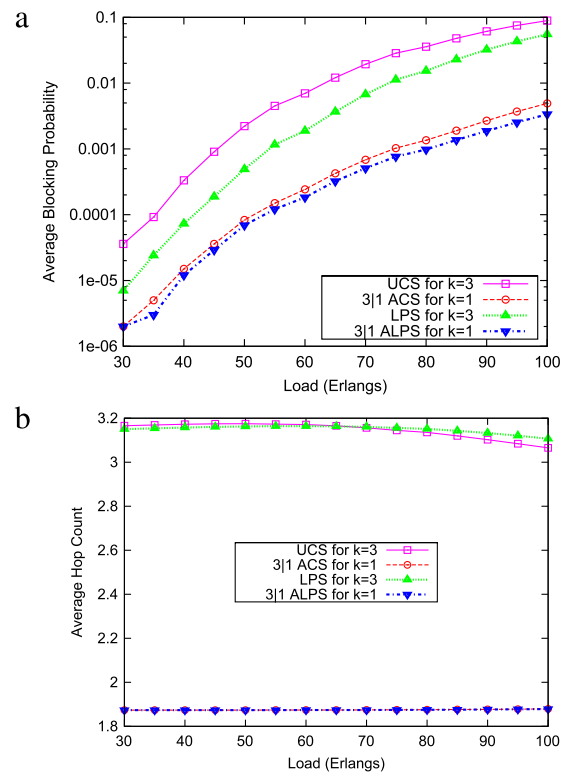 a
0.1
0.01
0.001
0.0001
1e-05
1e-06
Average Blocking Probability
UCS for k=3
3|1 ACS for k=1
LPS for k=3
3|1 ALPS for k=1
30 40 50 60 70 80 90 100
Load (Erlangs)
b
3.2
3
2.8
2.6
2.4
2.2
2
1.8
Average Hop Count
UCS for k=3
3|1 ACS for k=1
LPS for k=3
3|1 ALPS for k=1
30 40 50 60 70 80 90 100
Load (Erlangs)